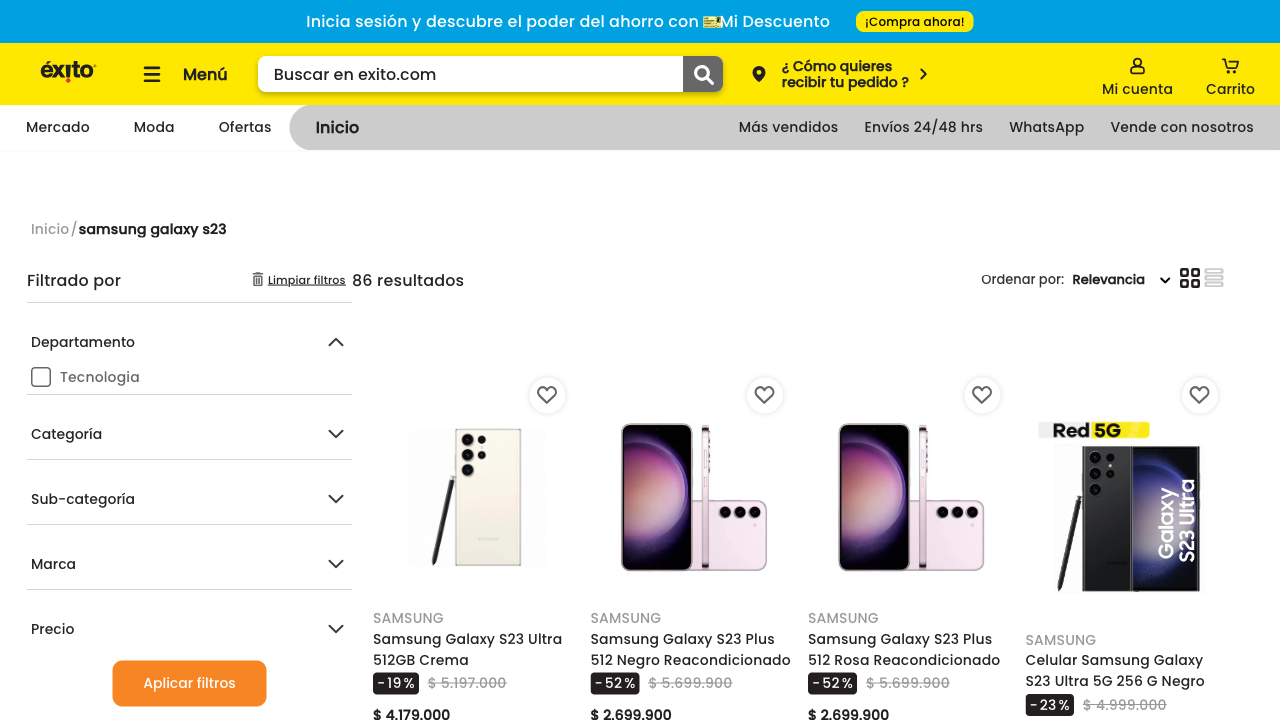 Inicia sesión y descubre el poder del ahorro con Mi Descuento
¡Compra ahora!
éxito
Menú
Buscar en exito.com
¿ Cómo quieres
recibir tu pedido ?
Mi cuenta
Carrito
Mercado
Moda
Ofertas
Inicio
Más vendidos
Envíos 24/48 hrs
WhatsApp
Vende con nosotros
Inicio / samsung galaxy s23
Filtrado por
Limpiar filtros
86 resultados
Ordenar por: Relevancia
Departamento
Tecnologia
Categoría
Sub-categoría
Marca
Precio
Aplicar filtros
SAMSUNG
Samsung Galaxy S23 Ultra
512GB Crema
-19%
$ 5.197.000
$ 4.179.000
SAMSUNG
Samsung Galaxy S23 Plus
512 Negro Reacondicionado
-52%
$ 5.699.900
$ 2.699.900
SAMSUNG
Samsung Galaxy S23 Plus
512 Rosa Reacondicionado
-52%
$ 5.699.900
$ 2.699.900
Red 5G
Galaxy
S23 Ultra
SAMSUNG
Celular Samsung Galaxy
S23 Ultra 5G 256 G Negro
-23%
$ 4.999.000